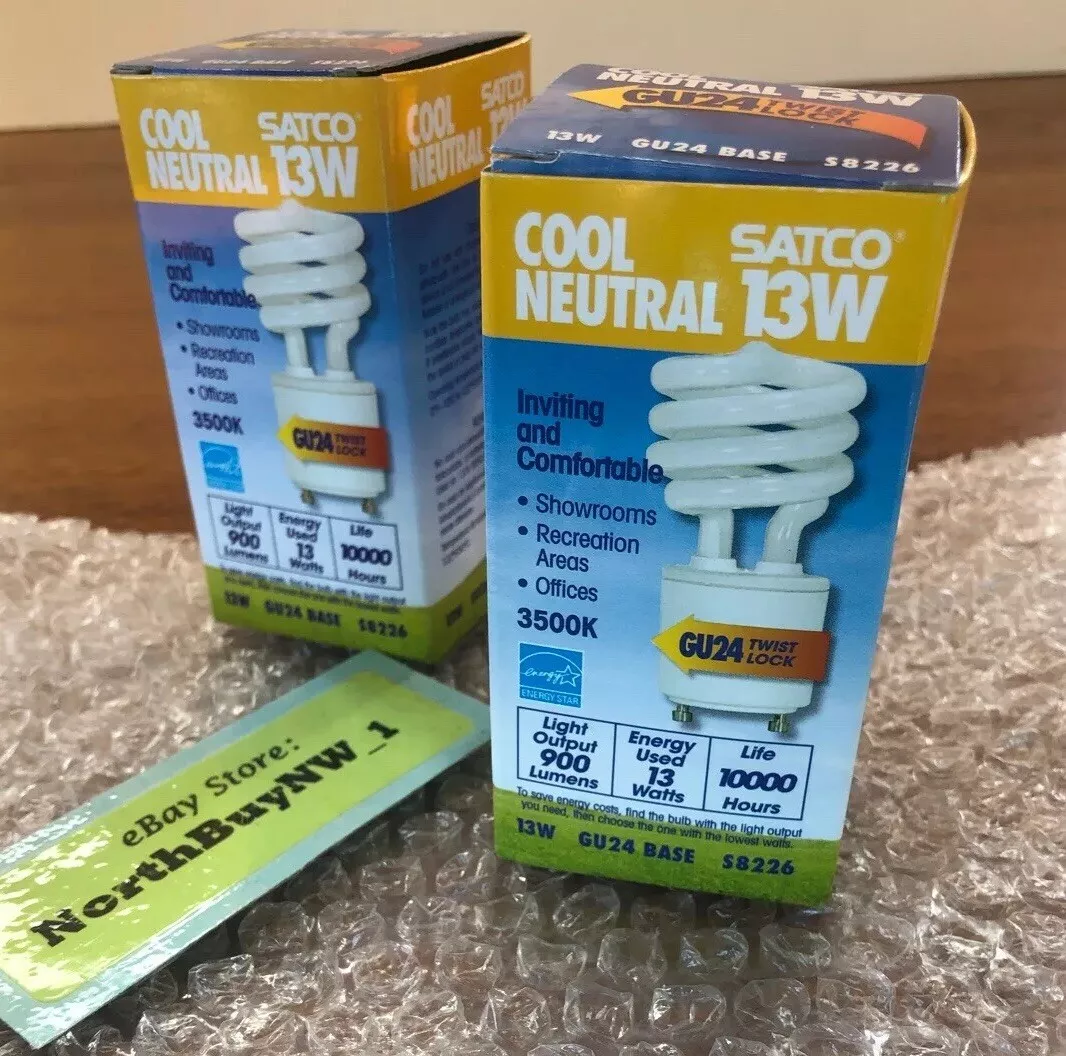 COOL
NEUTRAL
SATCO
13W
COOL
NEUTRAL
SATCO
Inviting
and
Comfortable
• Showrooms
• Recreation
Areas
• Offices
3500K
GU24 TWIST
LOCK
Light
Output
900
Lumens
Energy
Used
13
Watts
Life
10000
Hours
13W GU24 BASE S8226
NEUTRAL 13W
GU24 TWIST
LOCK
13W GU24 BASE S8226
COOL
NEUTRAL
SATCO®
13W
Inviting
and
Comfortable
• Showrooms
• Recreation
Areas
• Offices
3500K
GU24 TWIST
LOCK
energy
ENERGY STAR
Light
Output
900
Lumens
Energy
Used
13
Watts
Life
10000
Hours
To save energy costs, find the bulb with the light output
you need, then choose the one with the lowest watts.
13W GU24 BASE S8226
eBay Store:
NorthBuyNW_1